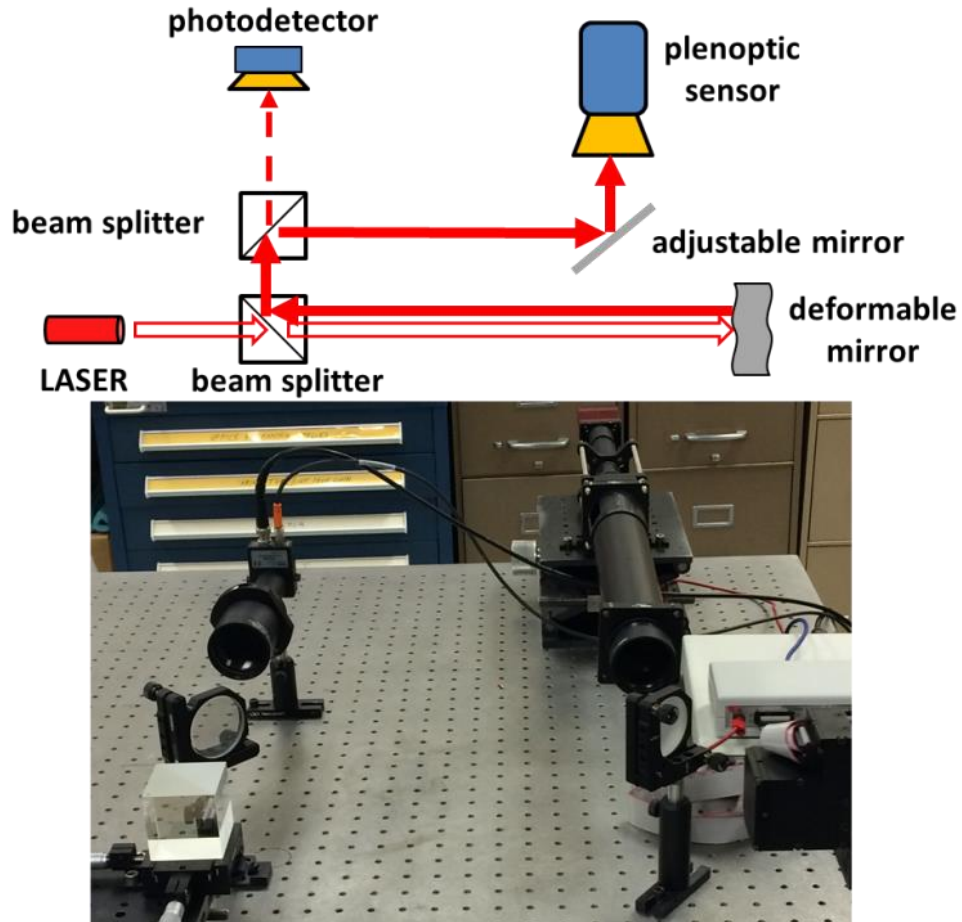 photodetector
plenoptic
sensor
beam splitter
adjustable mirror
deformable
mirror
LASER
beam splitter